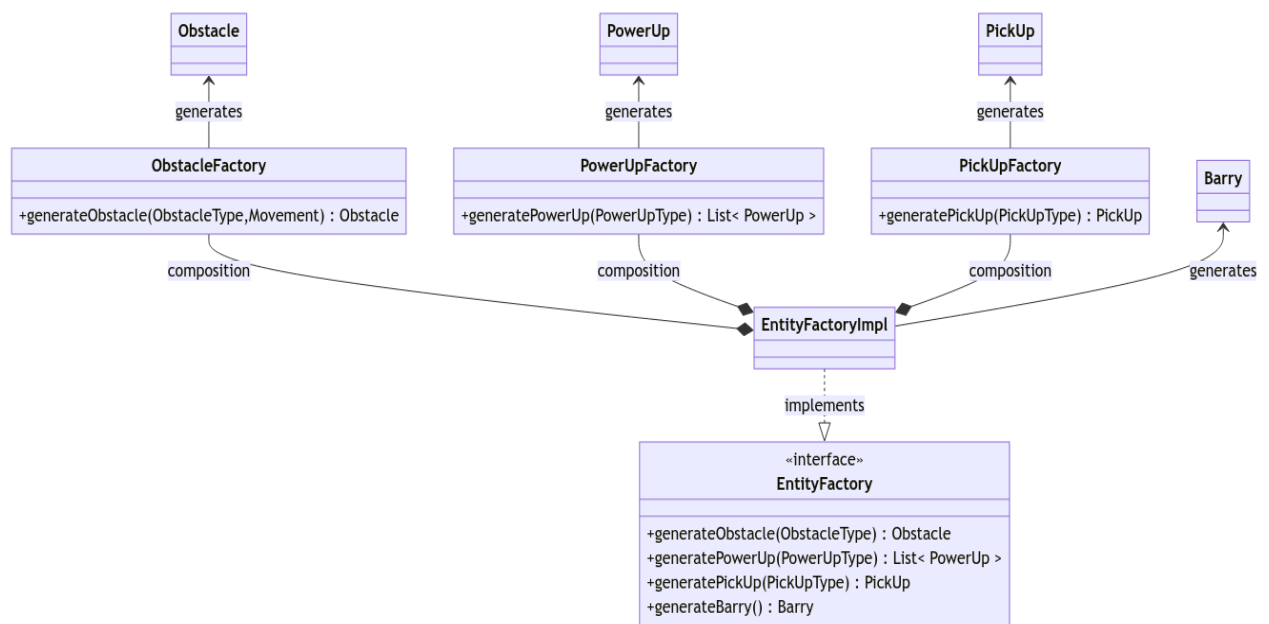 Obstacle
PowerUp
PickUp
generates
generates
generates
ObstacleFactory
+generateObstacle(ObstacleType,Movement) : Obstacle
PowerUpFactory
+generatePowerUp(PowerUpType) : List< PowerUp >
PickUpFactory
+generatePickUp(PickUpType) : PickUp
Barry
composition
composition
composition
generates
EntityFactoryImpl
implements
«interface»
EntityFactory
+generateObstacle(ObstacleType) : Obstacle
+generatePowerUp(PowerUpType) : List< PowerUp >
+generatePickUp(PickUpType) : PickUp
+generateBarry() : Barry